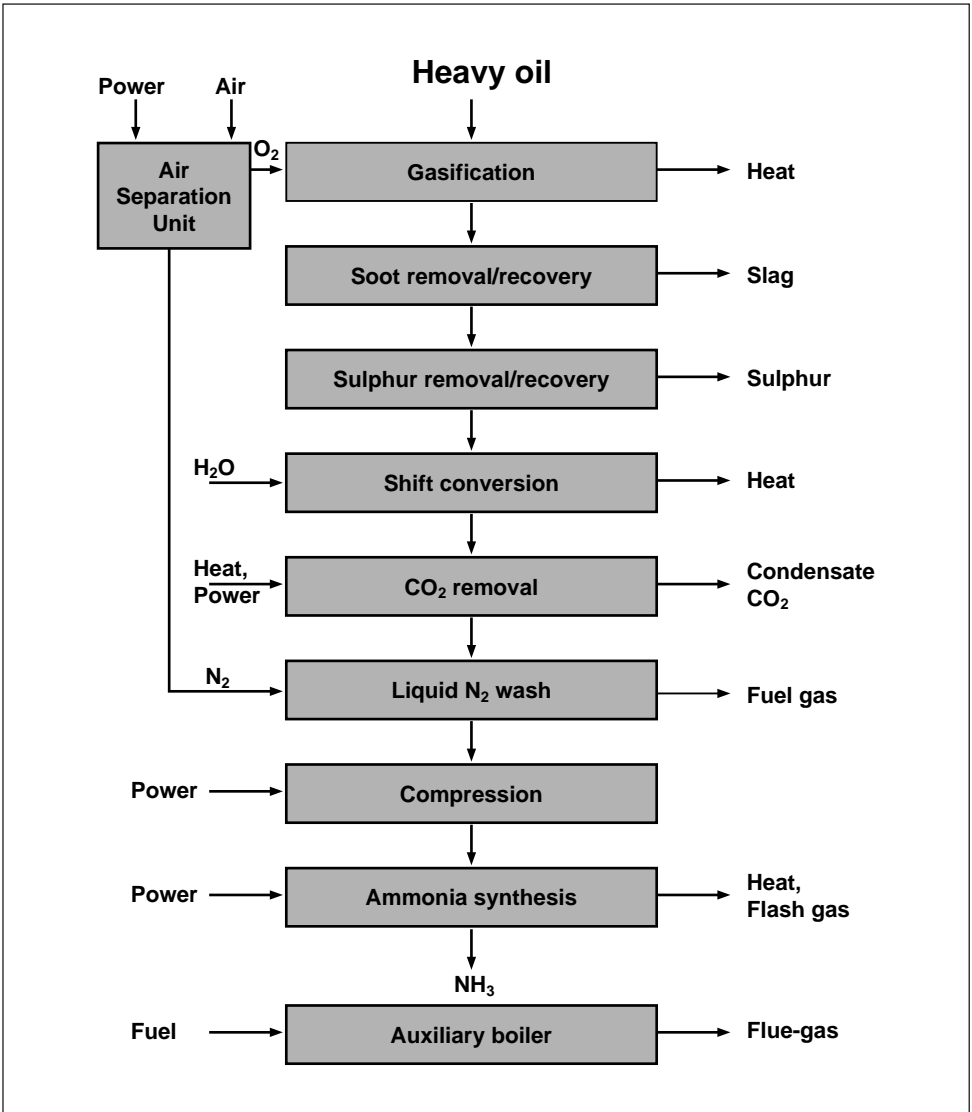 Heavy oil
Power
Air
O₂
Air
Separation
Unit
Gasification
Heat
Soot removal/recovery
Slag
Sulphur removal/recovery
Sulphur
H₂O
Shift conversion
Heat
Heat,
Power
CO₂ removal
Condensate
CO₂
N₂
Liquid N₂ wash
Fuel gas
Power
Compression
Power
Ammonia synthesis
Heat,
Flash gas
NH₃
Fuel
Auxiliary boiler
Flue-gas